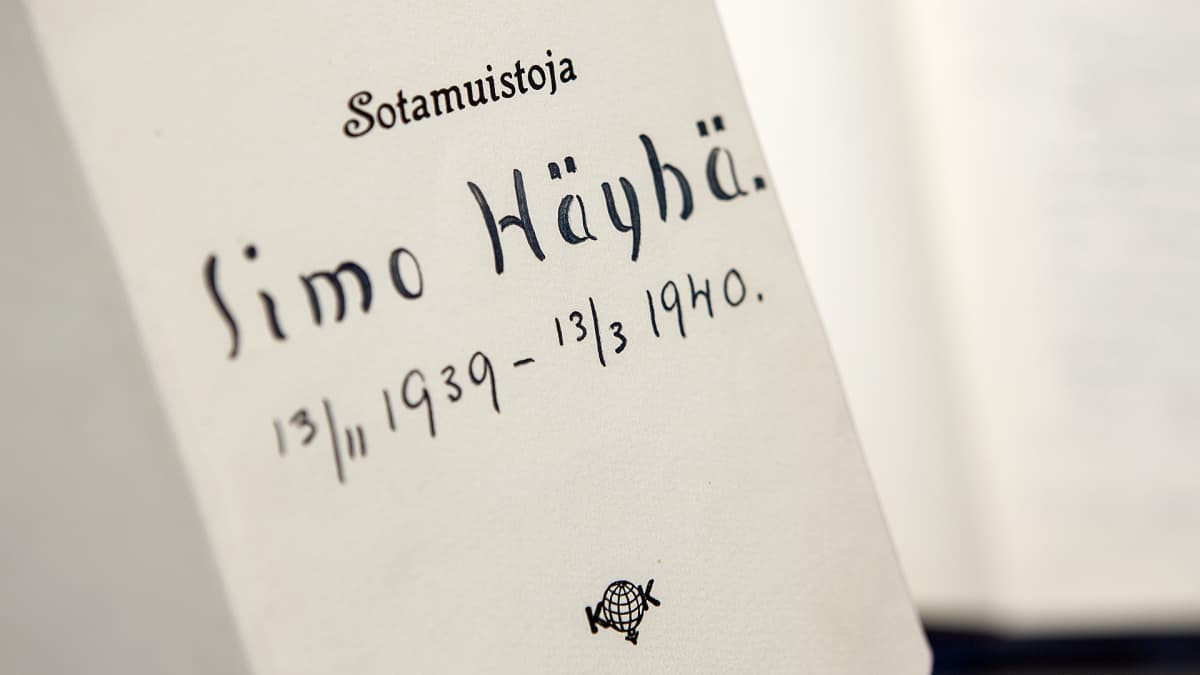 Sotamuistoja
Simo Häyhä.
13/11 1939 - 13/3 1940.
K K